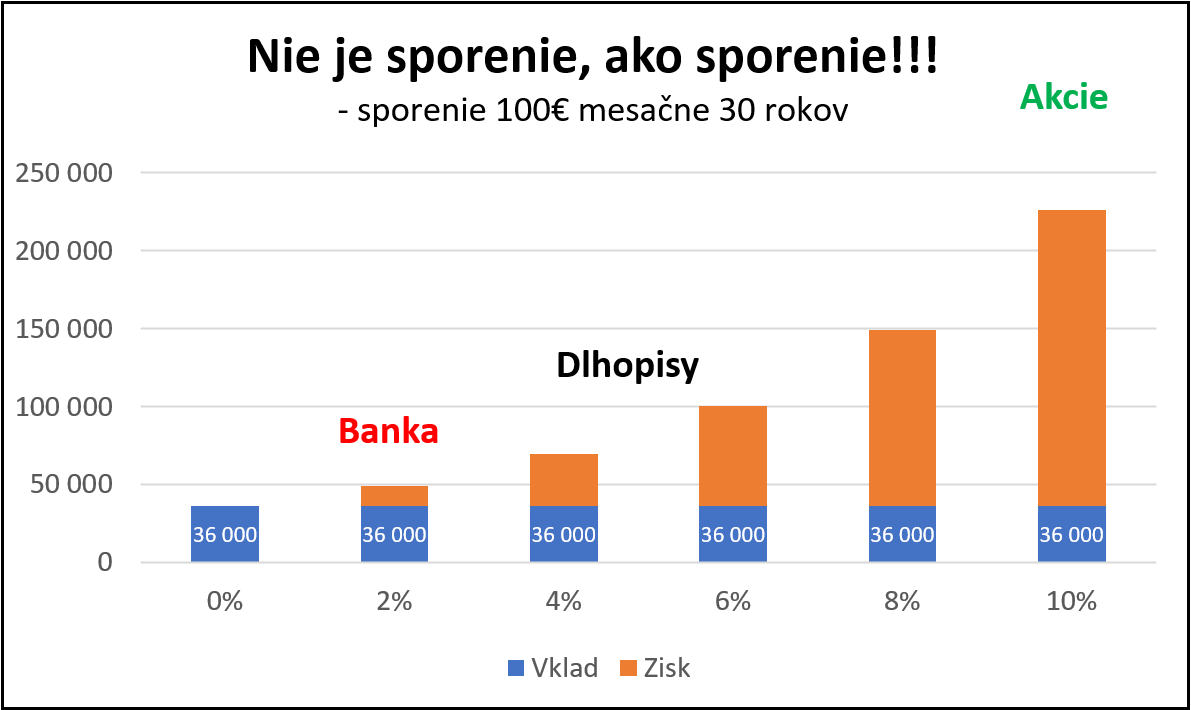 Nie je sporenie, ako sporenie!!!
- sporenie 100€ mesačne 30 rokov
Akcie
250 000
200 000
150 000
Dlhopisy
100 000
Banka
50 000
36 000 36 000 36 000 36 000 36 000 36 000
0
0% 2% 4% 6% 8% 10%
Vklad Zisk